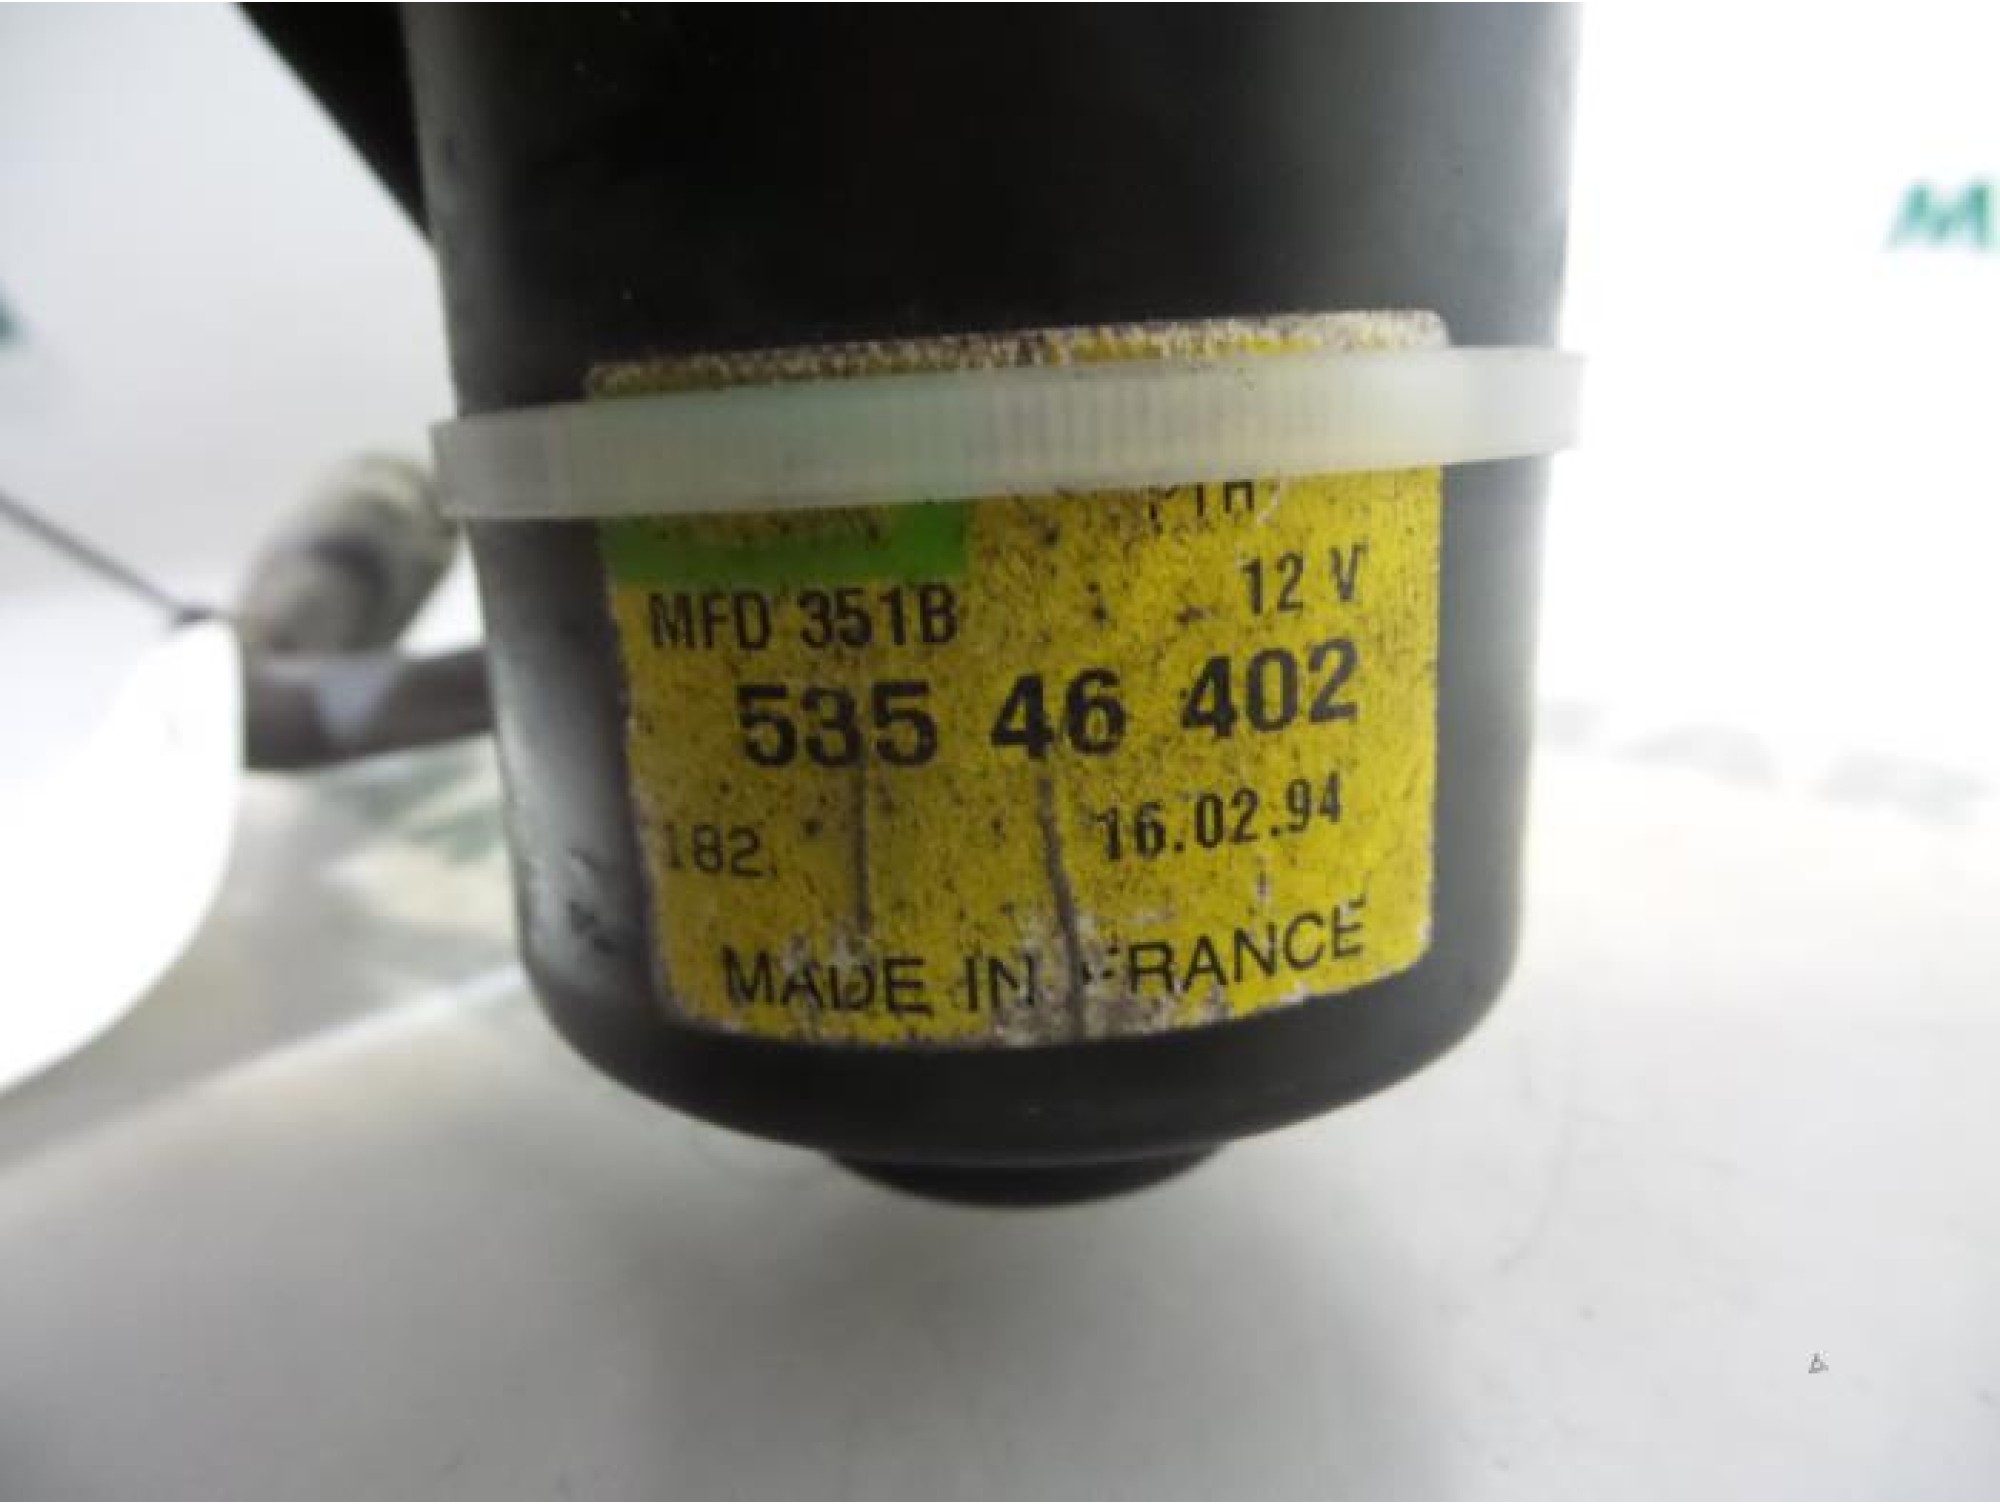 MFD 351B 12 V
535 46 402
182 16.02.94
MADE IN FRANCE